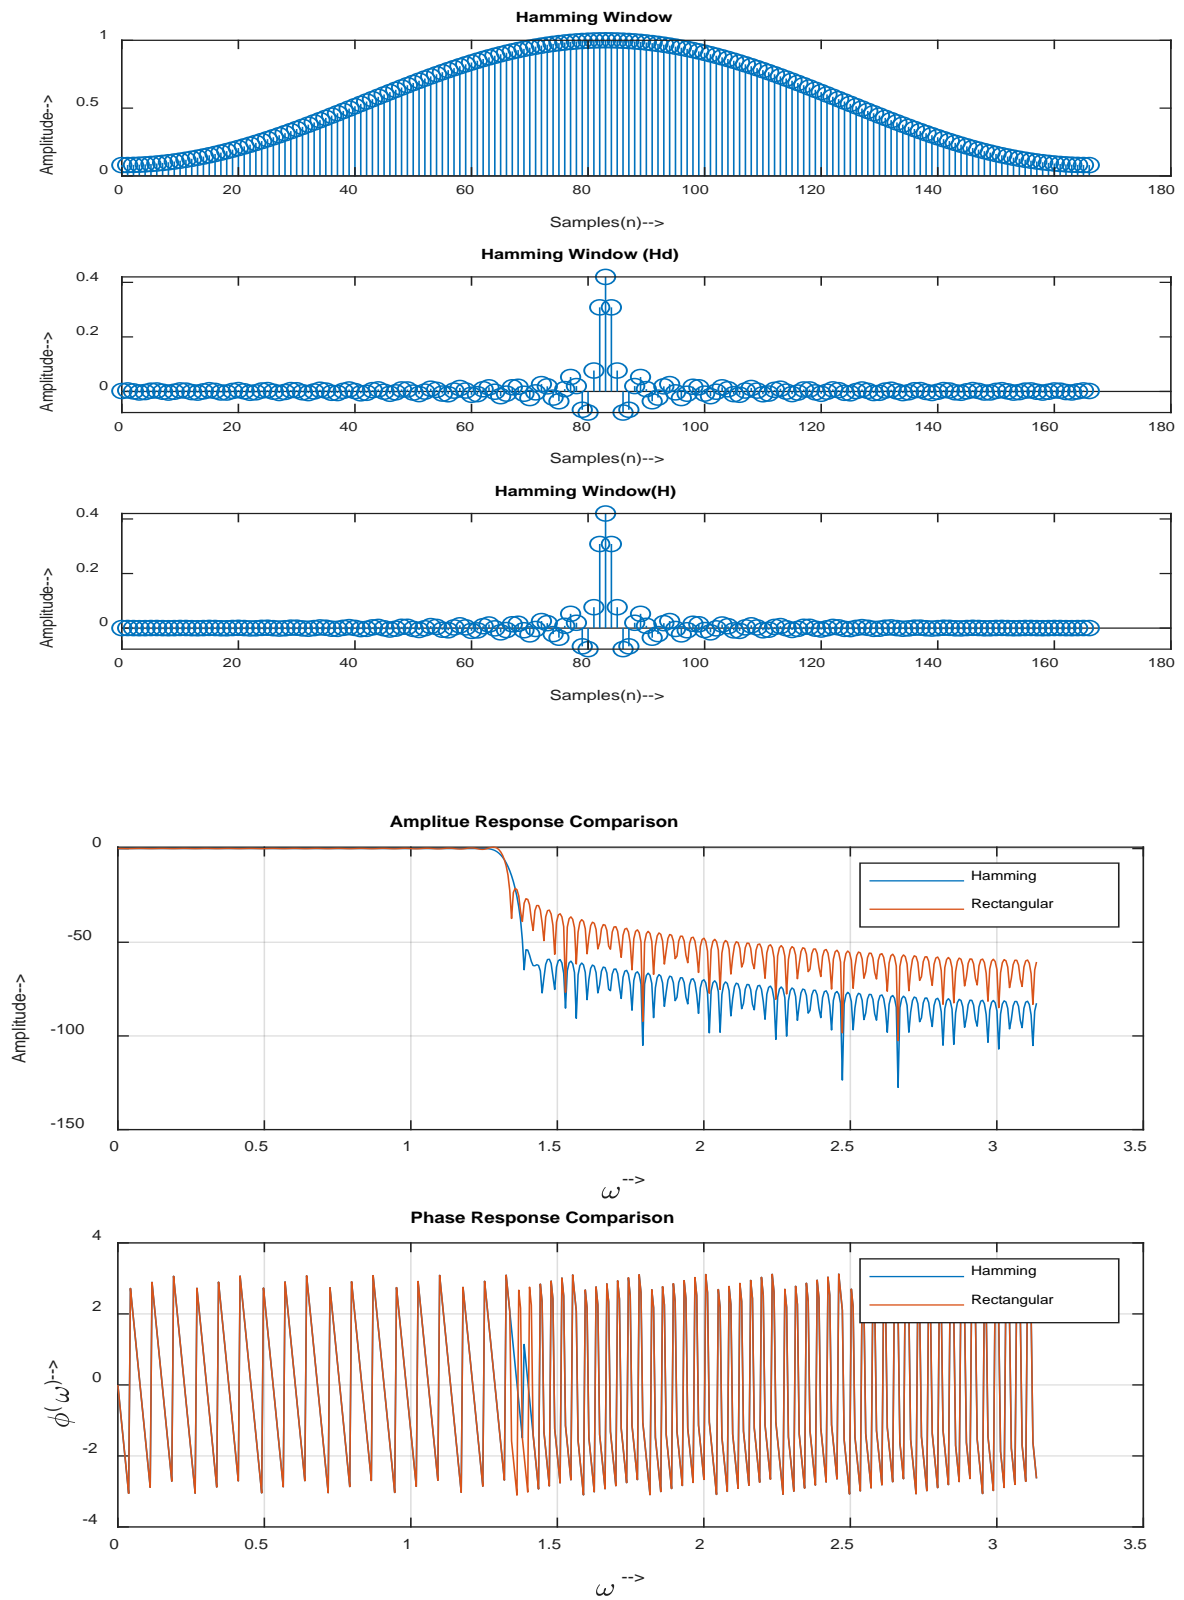 Hamming Window
1
0.5
0
Amplitude-->
0 20 40 60 80 100 120 140 160 180
Samples(n)-->
Hamming Window (Hd)
0.4
0.2
0
Amplitude-->
0 20 40 60 80 100 120 140 160 180
Samples(n)-->
Hamming Window(H)
0.4
0.2
0
Amplitude-->
0 20 40 60 80 100 120 140 160 180
Samples(n)-->
Amplitue Response Comparison
0
-50
-100
-150
Amplitude-->
Hamming
Rectangular
0 0.5 1 1.5 2 2.5 3 3.5
ω-->
Phase Response Comparison
4
2
0
-2
-4
ϕ(ω)-->
Hamming
Rectangular
0 0.5 1 1.5 2 2.5 3 3.5
ω-->